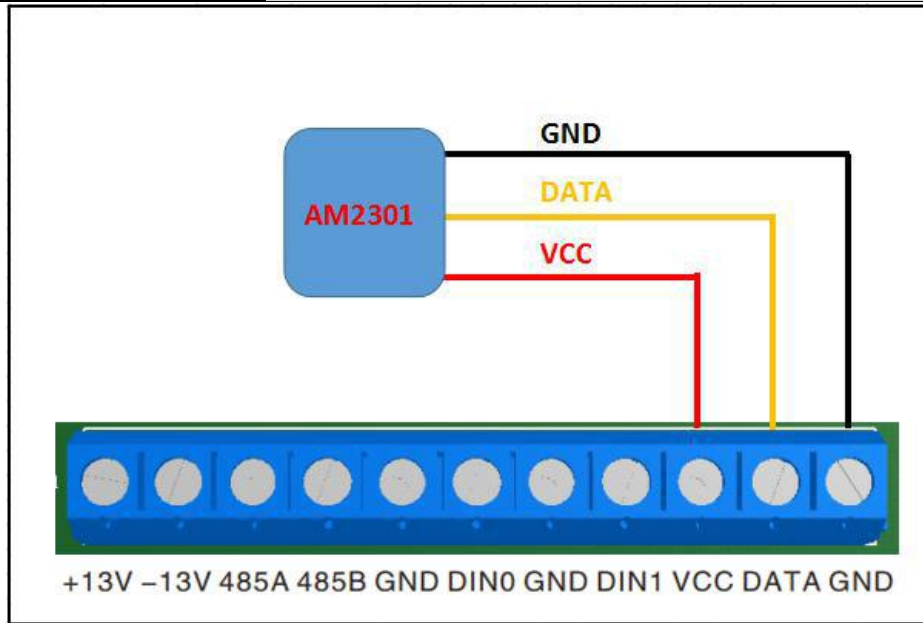 GND
DATA
AM2301
VCC
+13V –13V 485A 485B GND DIN0 GND DIN1 VCC DATA GND